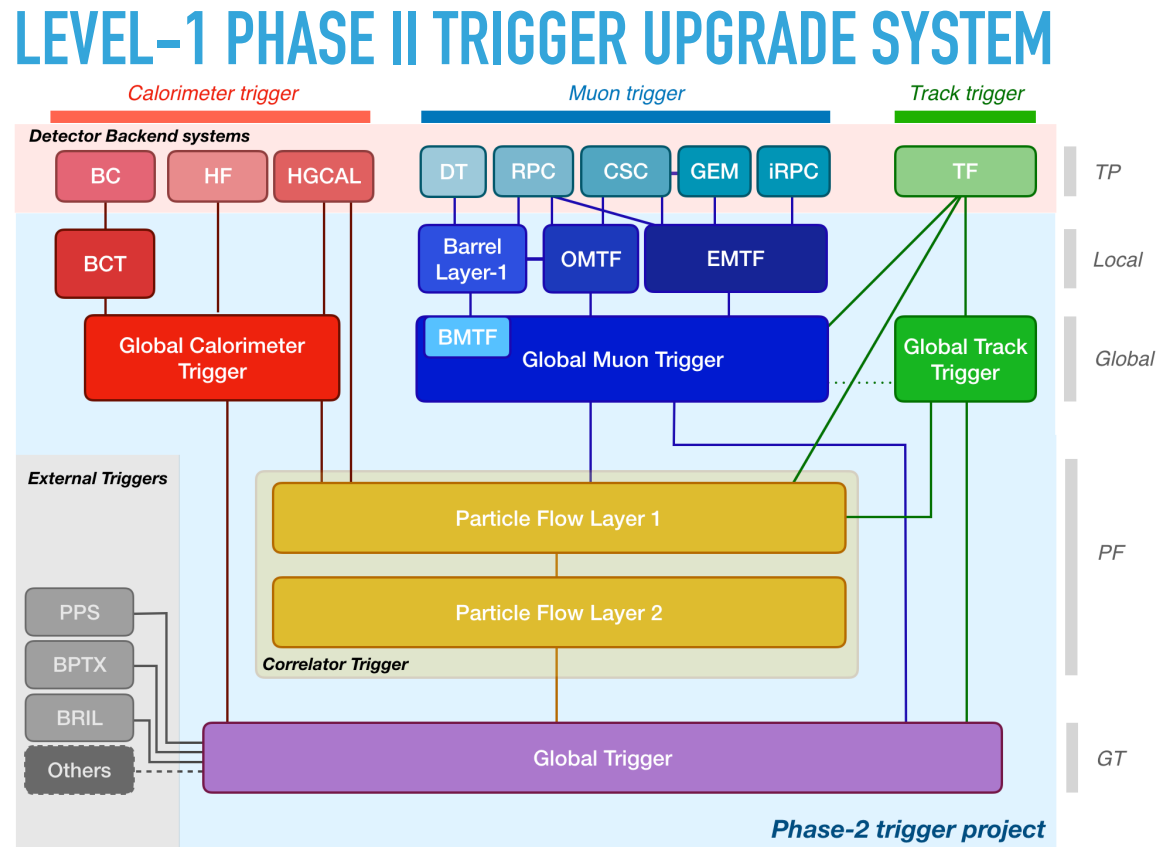 LEVEL-1 PHASE II TRIGGER UPGRADE SYSTEM
Calorimeter trigger
Muon trigger
Track trigger
Detector Backend systems
BC
HF
HGCAL
DT
RPC
CSC
GEM
iRPC
TF
TP
BCT
Barrel
Layer-1
OMTF
EMTF
Local
Global Calorimeter
Trigger
BMTF
Global Muon Trigger
Global Track
Trigger
Global
External Triggers
Particle Flow Layer 1
PF
Particle Flow Layer 2
Correlator Trigger
PPS
BPTX
BRIL
Others
Global Trigger
GT
Phase-2 trigger project